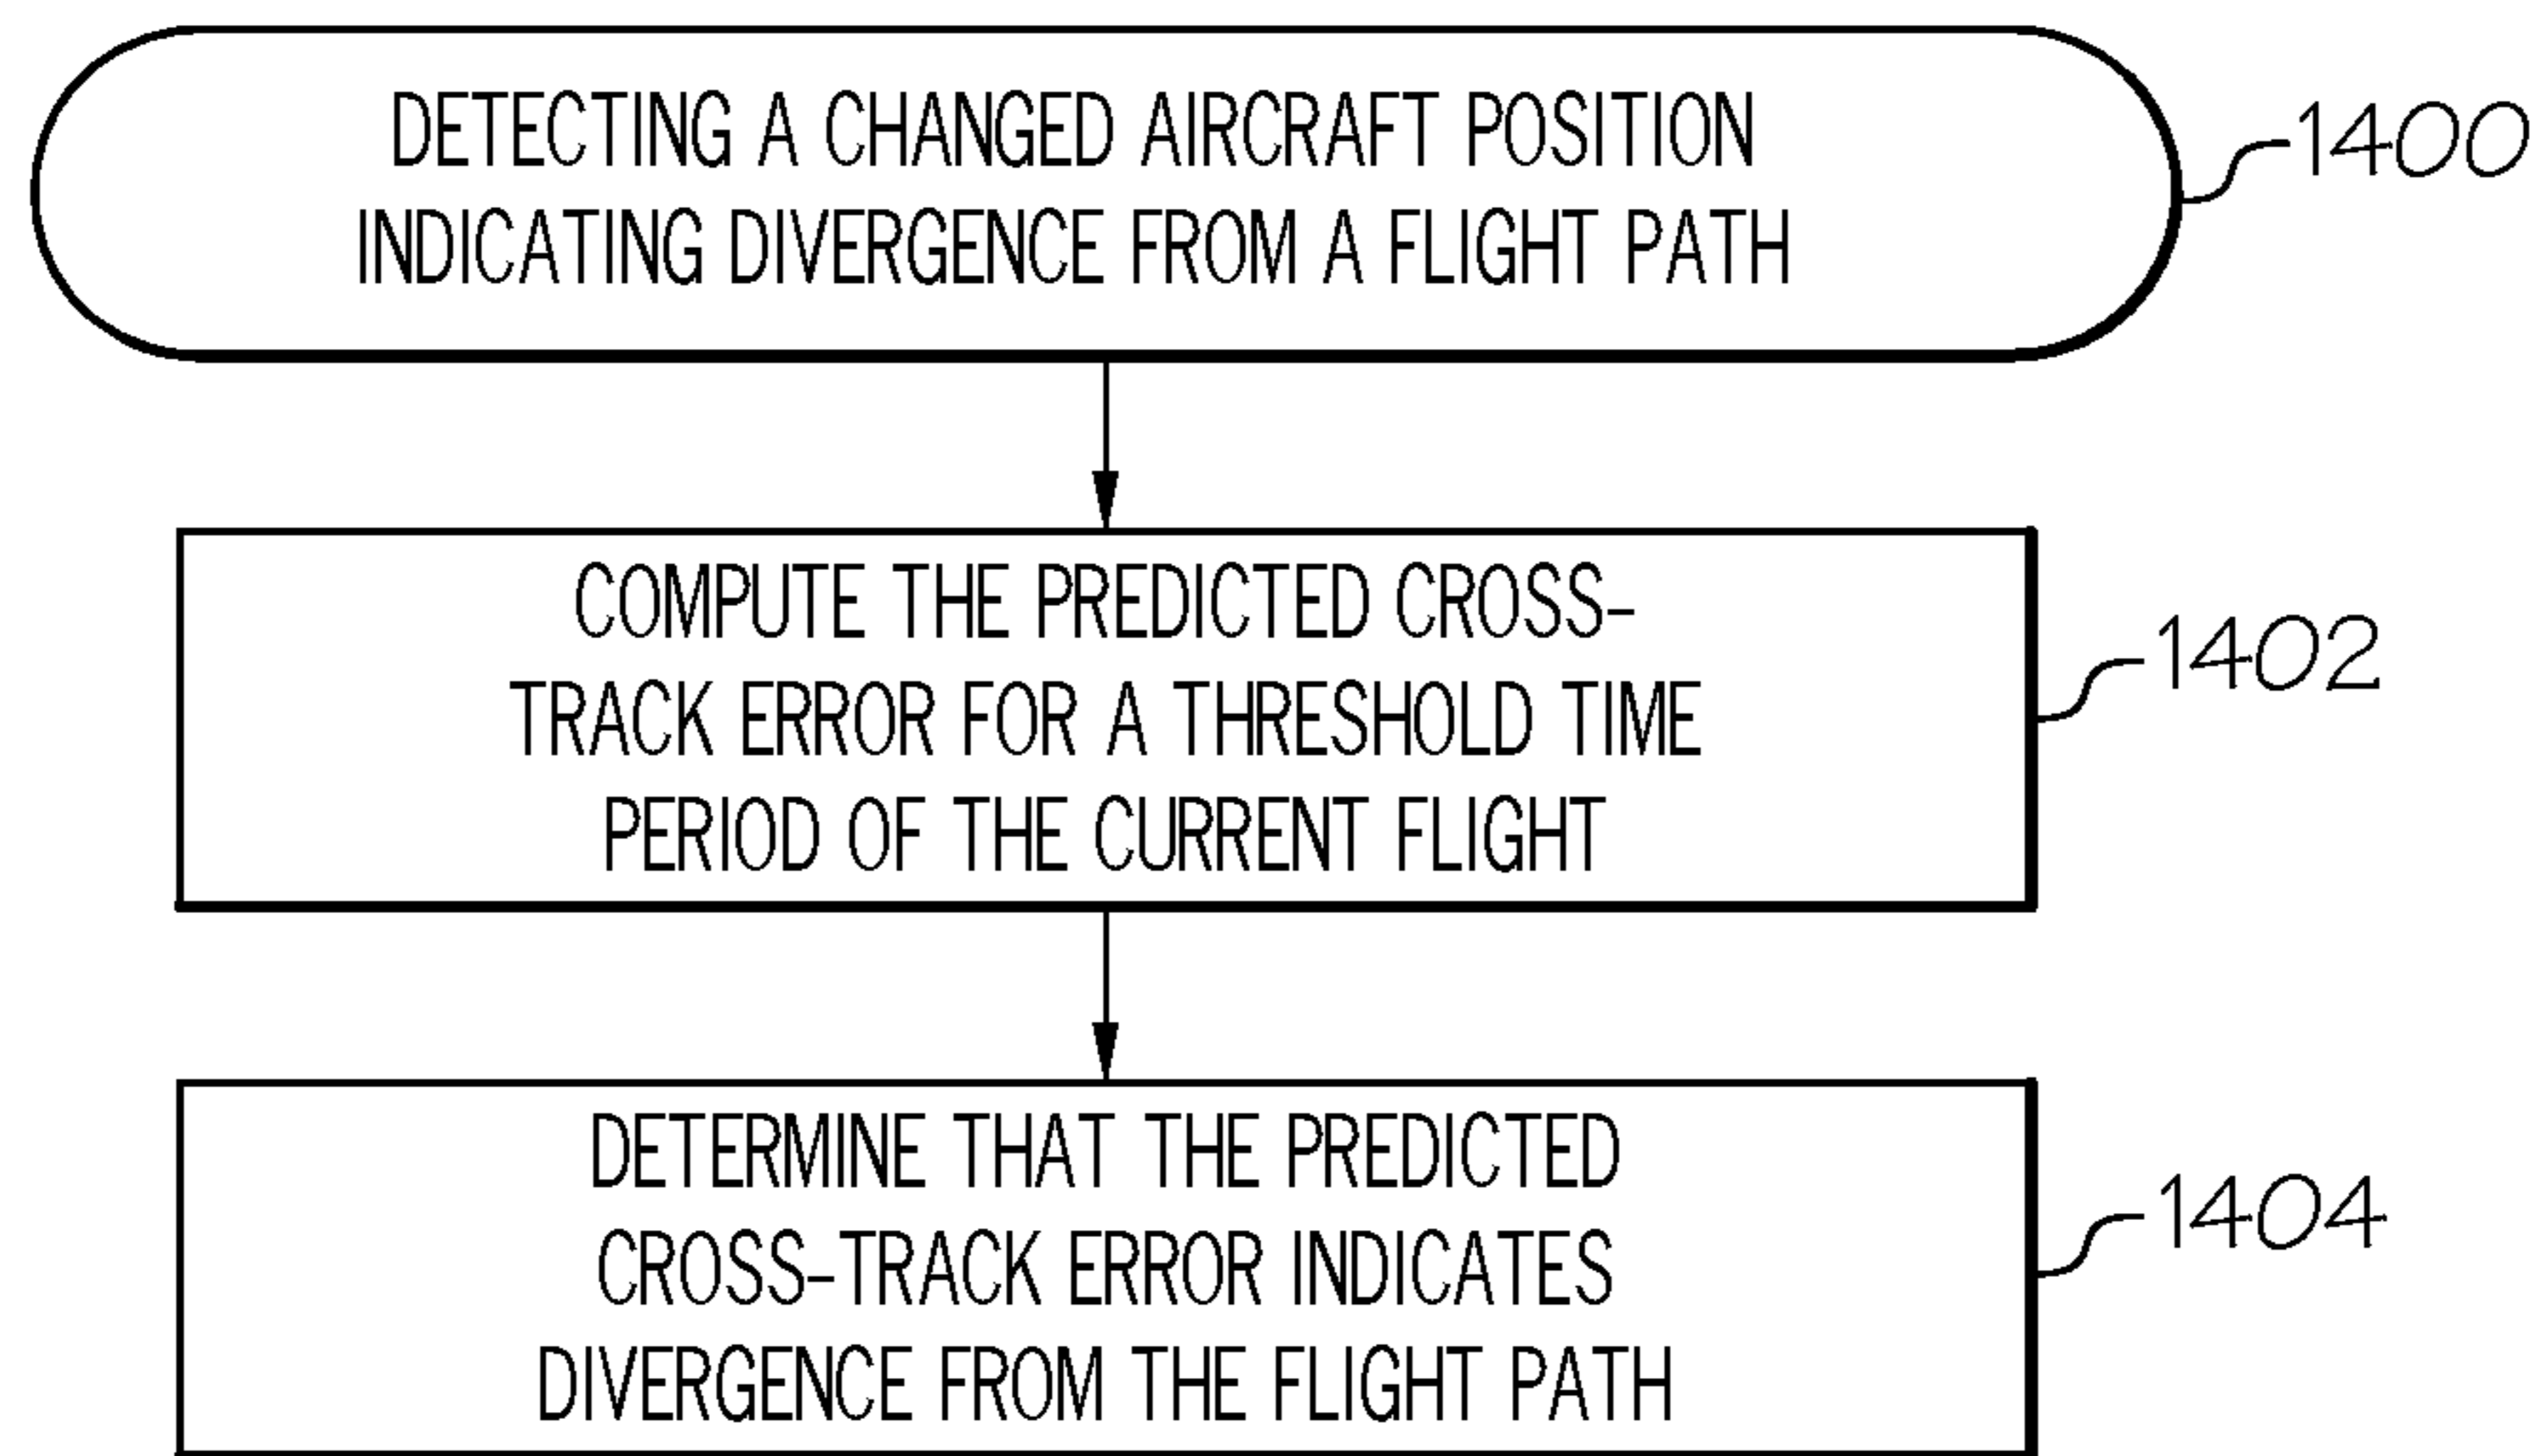 DETECTING A CHANGED AIRCRAFT POSITION
INDICATING DIVERGENCE FROM A FLIGHT PATH
1400
COMPUTE THE PREDICTED CROSS-
TRACK ERROR FOR A THRESHOLD TIME
PERIOD OF THE CURRENT FLIGHT
1402
DETERMINE THAT THE PREDICTED
CROSS-TRACK ERROR INDICATES
DIVERGENCE FROM THE FLIGHT PATH
1404